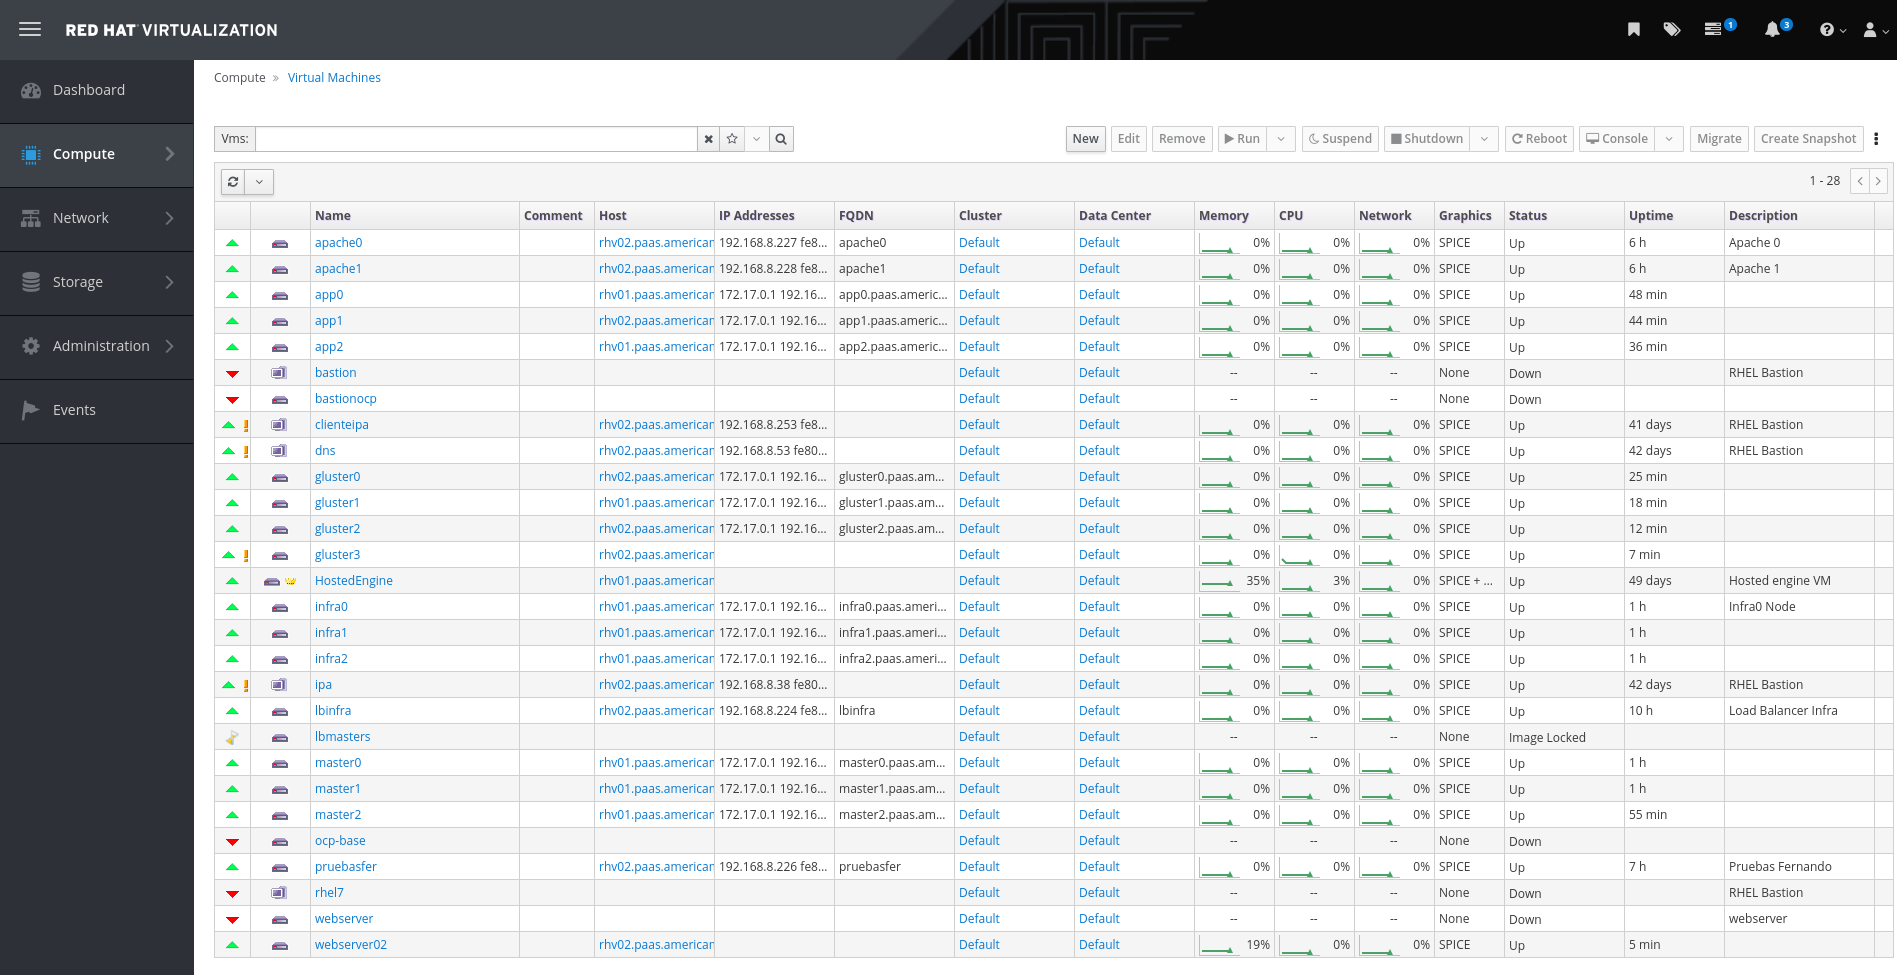 RED HAT VIRTUALIZATION
1
3
Dashboard
Compute
Network
Storage
Administration
Events
Compute » Virtual Machines
Vms:
New Edit Remove Run Suspend Shutdown Reboot Console Migrate Create Snapshot
1 - 28
Name Comment Host IP Addresses FQDN Cluster Data Center Memory CPU Network Graphics Status Uptime Description
apache0 rhv02.paas.american 192.168.8.227 fe8... apache0 Default Default 0% 0% 0% SPICE Up 6 h Apache 0
apache1 rhv02.paas.american 192.168.8.228 fe8... apache1 Default Default 0% 0% 0% SPICE Up 6 h Apache 1
app0 rhv01.paas.american 172.17.0.1 192.16... app0.paas.americ... Default Default 0% 0% 0% SPICE Up 48 min
app1 rhv02.paas.american 172.17.0.1 192.16... app1.paas.americ... Default Default 0% 0% 0% SPICE Up 44 min
app2 rhv01.paas.american 172.17.0.1 192.16... app2.paas.americ... Default Default 0% 0% 0% SPICE Up 36 min
bastion Default Default -- -- -- None Down RHEL Bastion
bastionocp Default Default -- -- -- None Down
clienteipa rhv02.paas.american 192.168.8.253 fe8... Default Default 0% 0% 0% SPICE Up 41 days RHEL Bastion
dns rhv02.paas.american 192.168.8.53 fe80... Default Default 0% 0% 0% SPICE Up 42 days RHEL Bastion
gluster0 rhv02.paas.american 172.17.0.1 192.16... gluster0.paas.am... Default Default 0% 0% 0% SPICE Up 25 min
gluster1 rhv01.paas.american 172.17.0.1 192.16... gluster1.paas.am... Default Default 0% 0% 0% SPICE Up 18 min
gluster2 rhv02.paas.american 172.17.0.1 192.16... gluster2.paas.am... Default Default 0% 0% 0% SPICE Up 12 min
gluster3 rhv02.paas.american Default Default 0% 0% 0% SPICE Up 7 min
HostedEngine rhv01.paas.american Default Default 35% 3% 0% SPICE + ... Up 49 days Hosted engine VM
infra0 rhv01.paas.american 172.17.0.1 192.16... infra0.paas.ameri... Default Default 0% 0% 0% SPICE Up 1 h Infra0 Node
infra1 rhv01.paas.american 172.17.0.1 192.16... infra1.paas.ameri... Default Default 0% 0% 0% SPICE Up 1 h
infra2 rhv01.paas.american 172.17.0.1 192.16... infra2.paas.ameri... Default Default 0% 0% 0% SPICE Up 1 h
ipa rhv02.paas.american 192.168.8.38 fe80... Default Default 0% 0% 0% SPICE Up 42 days RHEL Bastion
lbinfra rhv02.paas.american 192.168.8.224 fe8... lbinfra Default Default 0% 0% 0% SPICE Up 10 h Load Balancer Infra
lbmasters Default Default -- -- -- None Image Locked
master0 rhv01.paas.american 172.17.0.1 192.16... master0.paas.am... Default Default 0% 0% 0% SPICE Up 1 h
master1 rhv01.paas.american 172.17.0.1 192.16... master1.paas.am... Default Default 0% 0% 0% SPICE Up 1 h
master2 rhv01.paas.american 172.17.0.1 192.16... master2.paas.am... Default Default 0% 0% 0% SPICE Up 55 min
ocp-base Default Default -- -- -- None Down
pruebasfer rhv02.paas.american 192.168.8.226 fe8... pruebasfer Default Default 0% 0% 0% SPICE Up 7 h Pruebas Fernando
rhel7 Default Default -- -- -- None Down RHEL Bastion
webserver Default Default -- -- -- None Down webserver
webserver02 rhv02.paas.american Default Default 19% 0% 0% SPICE Up 5 min